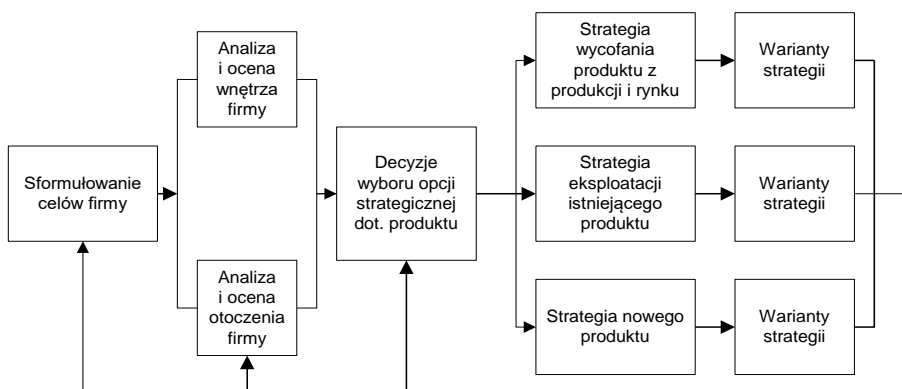 Sformułowanie
celów firmy
Analiza
i ocena
wnętrza
firmy
Analiza
i ocena
otoczenia
firmy
Decyzje
wyboru opcji
strategicznej
dot. produktu
Strategia
wycofania
produktu z
produkcji i rynku
Warianty
strategii
Strategia
eksploatacji
istniejącego
produktu
Warianty
strategii
Strategia nowego
produktu
Warianty
strategii